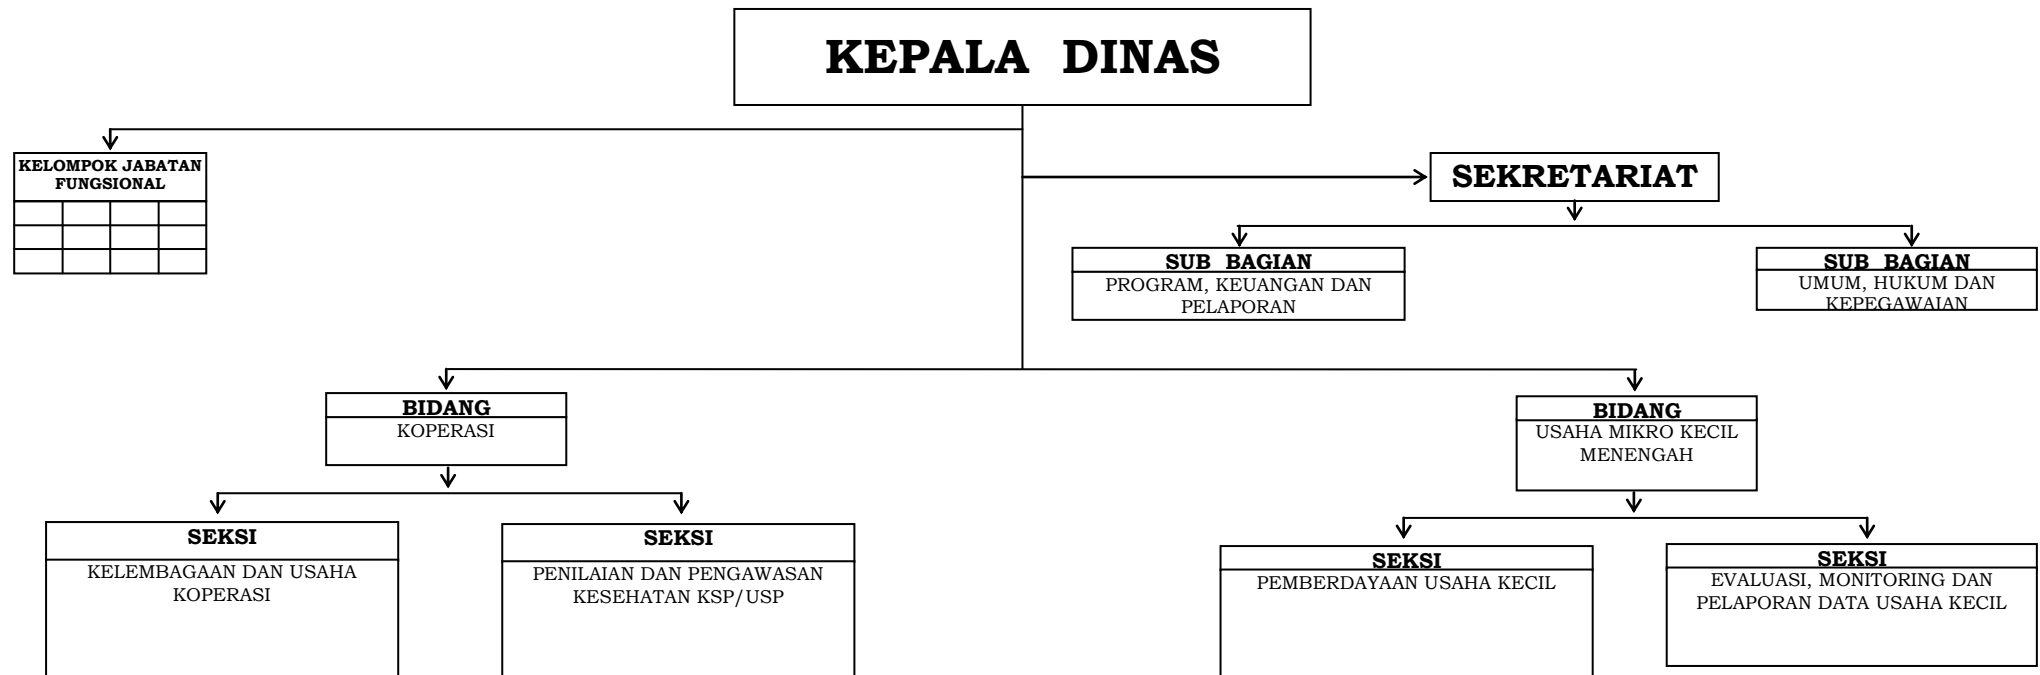 KEPALA DINAS
KELOMPOK JABATAN
FUNGSIONAL
SEKRETARIAT
SUB BAGIAN
PROGRAM, KEUANGAN DAN
PELAPORAN
SUB BAGIAN
UMUM, HUKUM DAN
KEPEGAWAIAN
BIDANG
KOPERASI
BIDANG
USAHA MIKRO KECIL
MENENGAH
SEKSI
KELEMBAGAAN DAN USAHA
KOPERASI
SEKSI
PENILAIAN DAN PENGAWASAN
KESEHATAN KSP/USP
SEKSI
PEMBERDAYAAN USAHA KECIL
SEKSI
EVALUASI, MONITORING DAN
PELAPORAN DATA USAHA KECIL